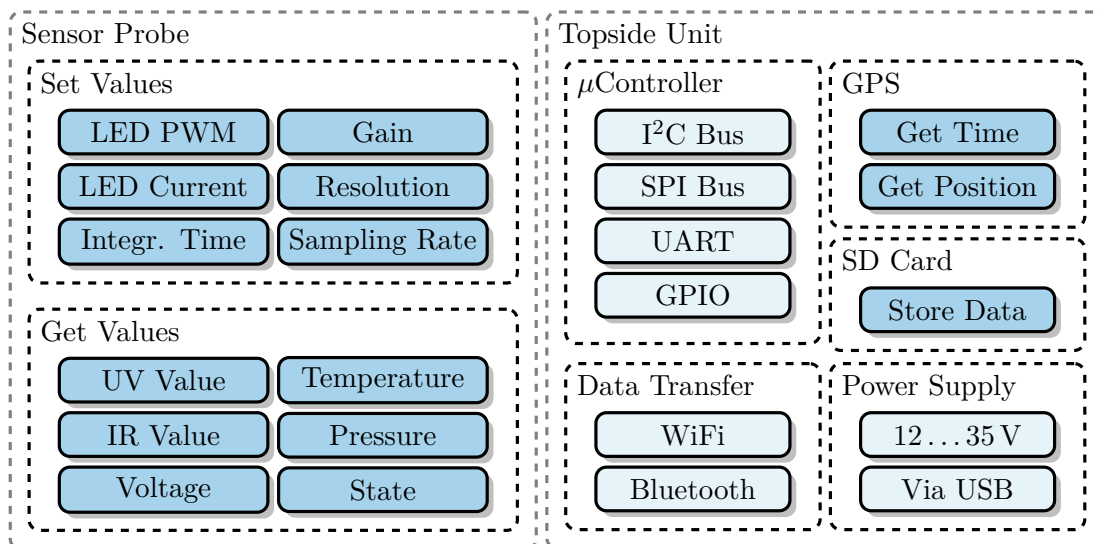 Sensor Probe
Set Values
LED PWM
Gain
LED Current
Resolution
Integr. Time
Sampling Rate
Get Values
UV Value
Temperature
IR Value
Pressure
Voltage
State
Topside Unit
μController
I²C Bus
SPI Bus
UART
GPIO
GPS
Get Time
Get Position
SD Card
Store Data
Data Transfer
WiFi
Bluetooth
Power Supply
12...35 V
Via USB